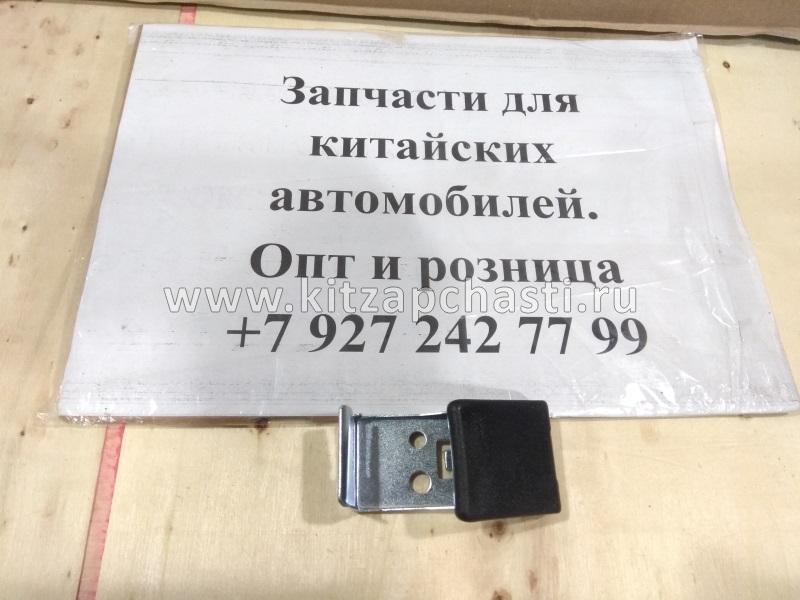 Запчасти для
китайских
автомобилей.
Опт и розница
www.kitzapchasti.ru
+7 927 242 77 99